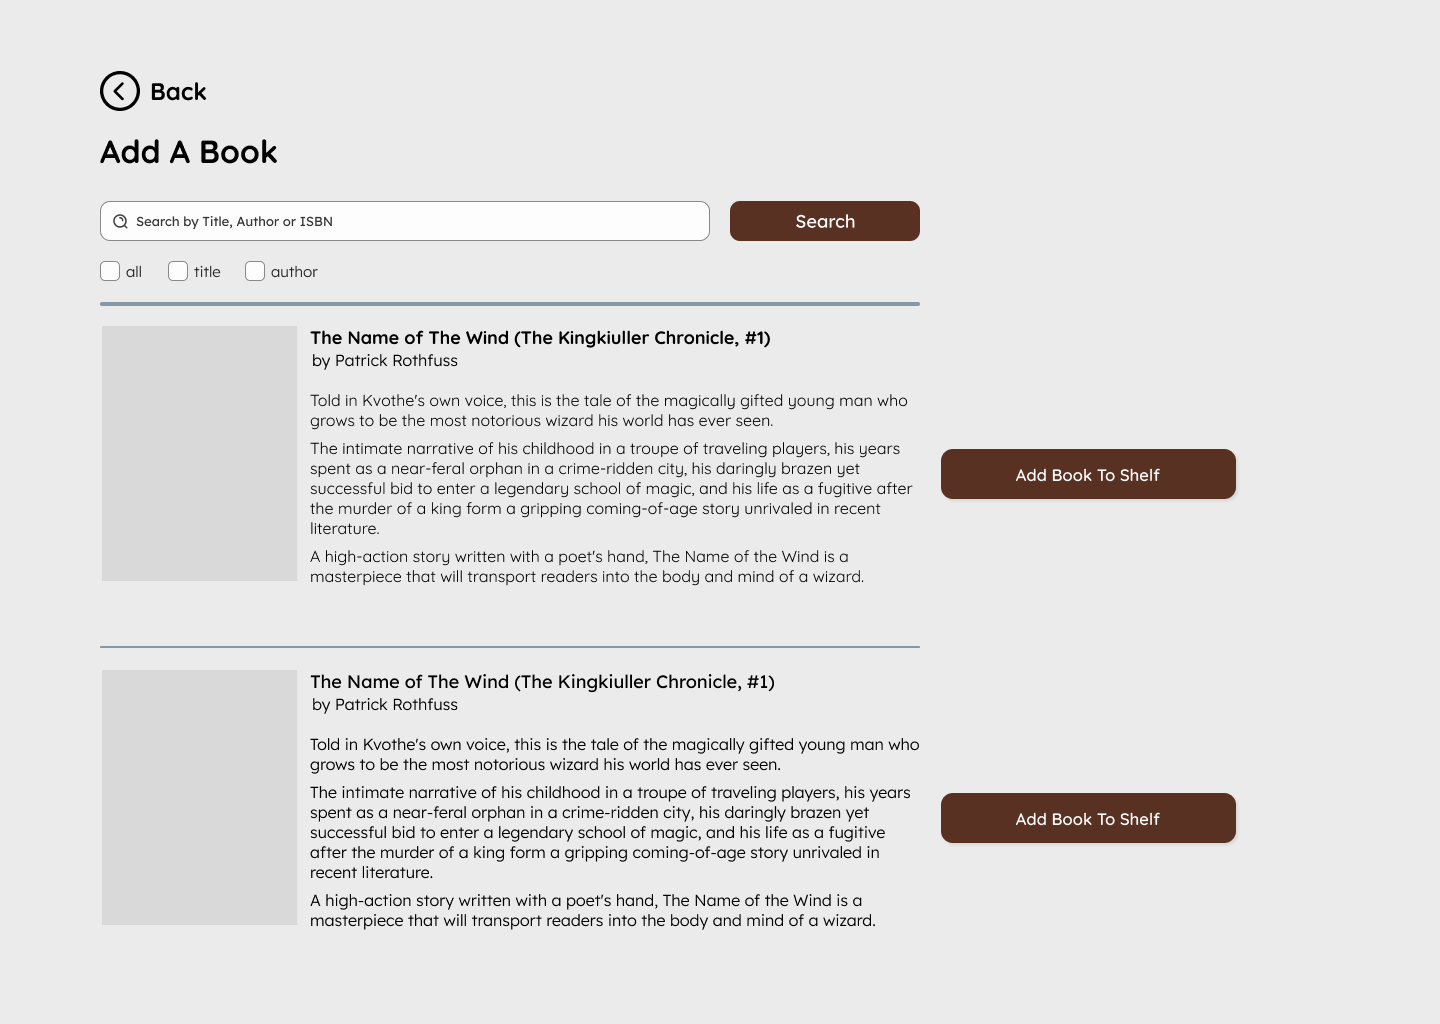 Back
Add A Book
Search by Title, Author or ISBN
Search
all title author
The Name of The Wind (The Kingkiuller Chronicle, #1)
by Patrick Rothfuss
Told in Kvothe's own voice, this is the tale of the magically gifted young man who
grows to be the most notorious wizard his world has ever seen.
The intimate narrative of his childhood in a troupe of traveling players, his years
spent as a near-feral orphan in a crime-ridden city, his daringly brazen yet
successful bid to enter a legendary school of magic, and his life as a fugitive after
the murder of a king form a gripping coming-of-age story unrivaled in recent
literature.
A high-action story written with a poet's hand, The Name of the Wind is a
masterpiece that will transport readers into the body and mind of a wizard.
Add Book To Shelf
The Name of The Wind (The Kingkiuller Chronicle, #1)
by Patrick Rothfuss
Told in Kvothe's own voice, this is the tale of the magically gifted young man who
grows to be the most notorious wizard his world has ever seen.
The intimate narrative of his childhood in a troupe of traveling players, his years
spent as a near-feral orphan in a crime-ridden city, his daringly brazen yet
successful bid to enter a legendary school of magic, and his life as a fugitive
after the murder of a king form a gripping coming-of-age story unrivaled in
recent literature.
A high-action story written with a poet's hand, The Name of the Wind is a
masterpiece that will transport readers into the body and mind of a wizard.
Add Book To Shelf